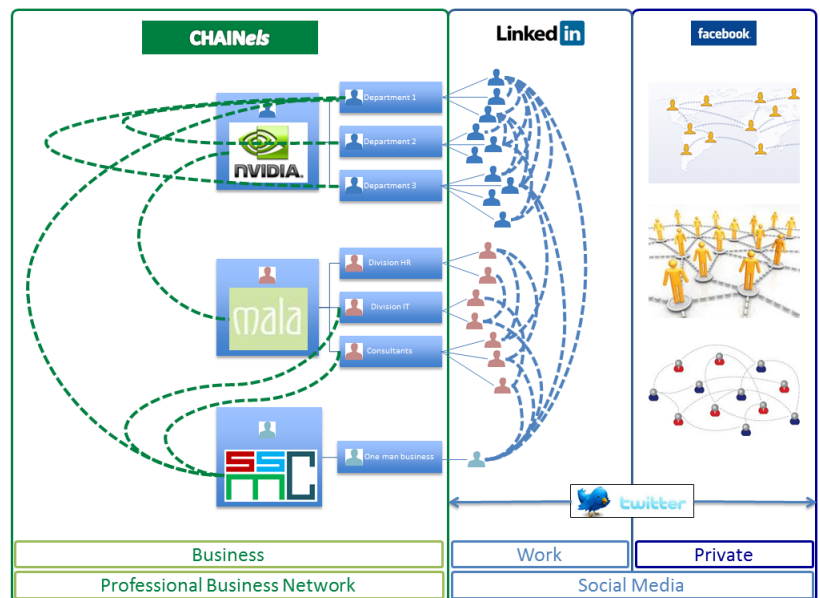 CHAINels
Linked in
facebook
Department 1
Department 2
NVIDIA.
Department 3
Division HR
mala
Division IT
Consultants
SSMC
One man business
twitter
Business
Work
Private
Professional Business Network
Social Media